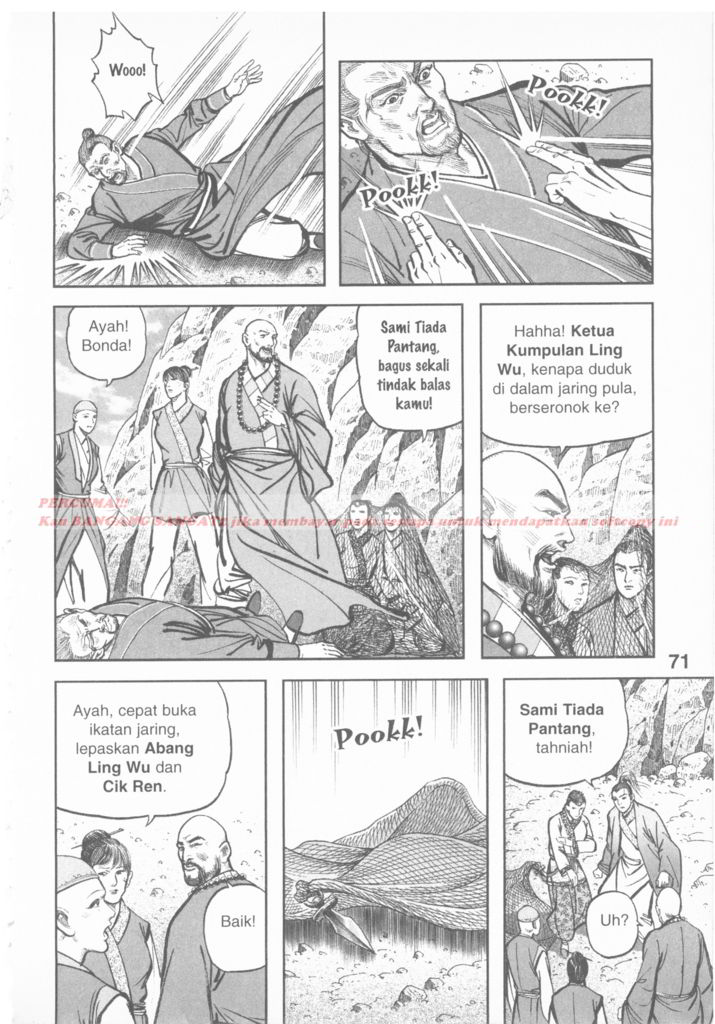 Wooo!
Pookk!
Pookk!
Ayah!
Bonda!
Sami Tiada
Pantang,
bagus sekali
tindak balas
kamu!
Hahha! Ketua
Kumpulan Ling
Wu, kenapa duduk
di dalam jaring pula,
berseronok ke?
PERCUMA!!!
Kau BANGANG SANGAT!! jika membayar pada sesiapa untuk mendapatkan softcopy ini
71
Ayah, cepat buka
ikatan jaring,
lepaskan Abang
Ling Wu dan
Cik Ren.
Baik!
Pookk!
Sami Tiada
Pantang,
tahniah!
Uh?